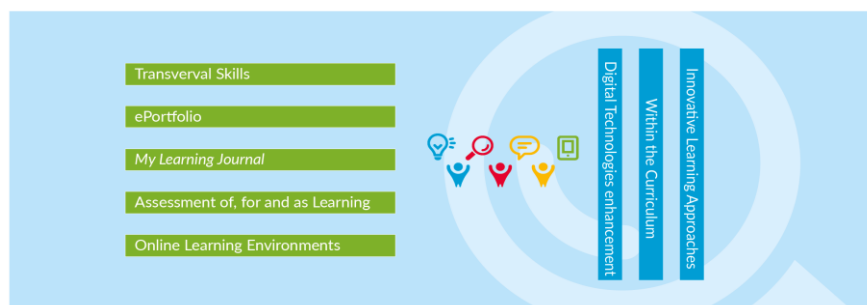 Transverval Skills
ePortfolio
My Learning Journal
Assessment of, for and as Learning
Online Learning Environments
Digital Technologies enhancement
Within the Curriculum
Innovative Learning Approaches